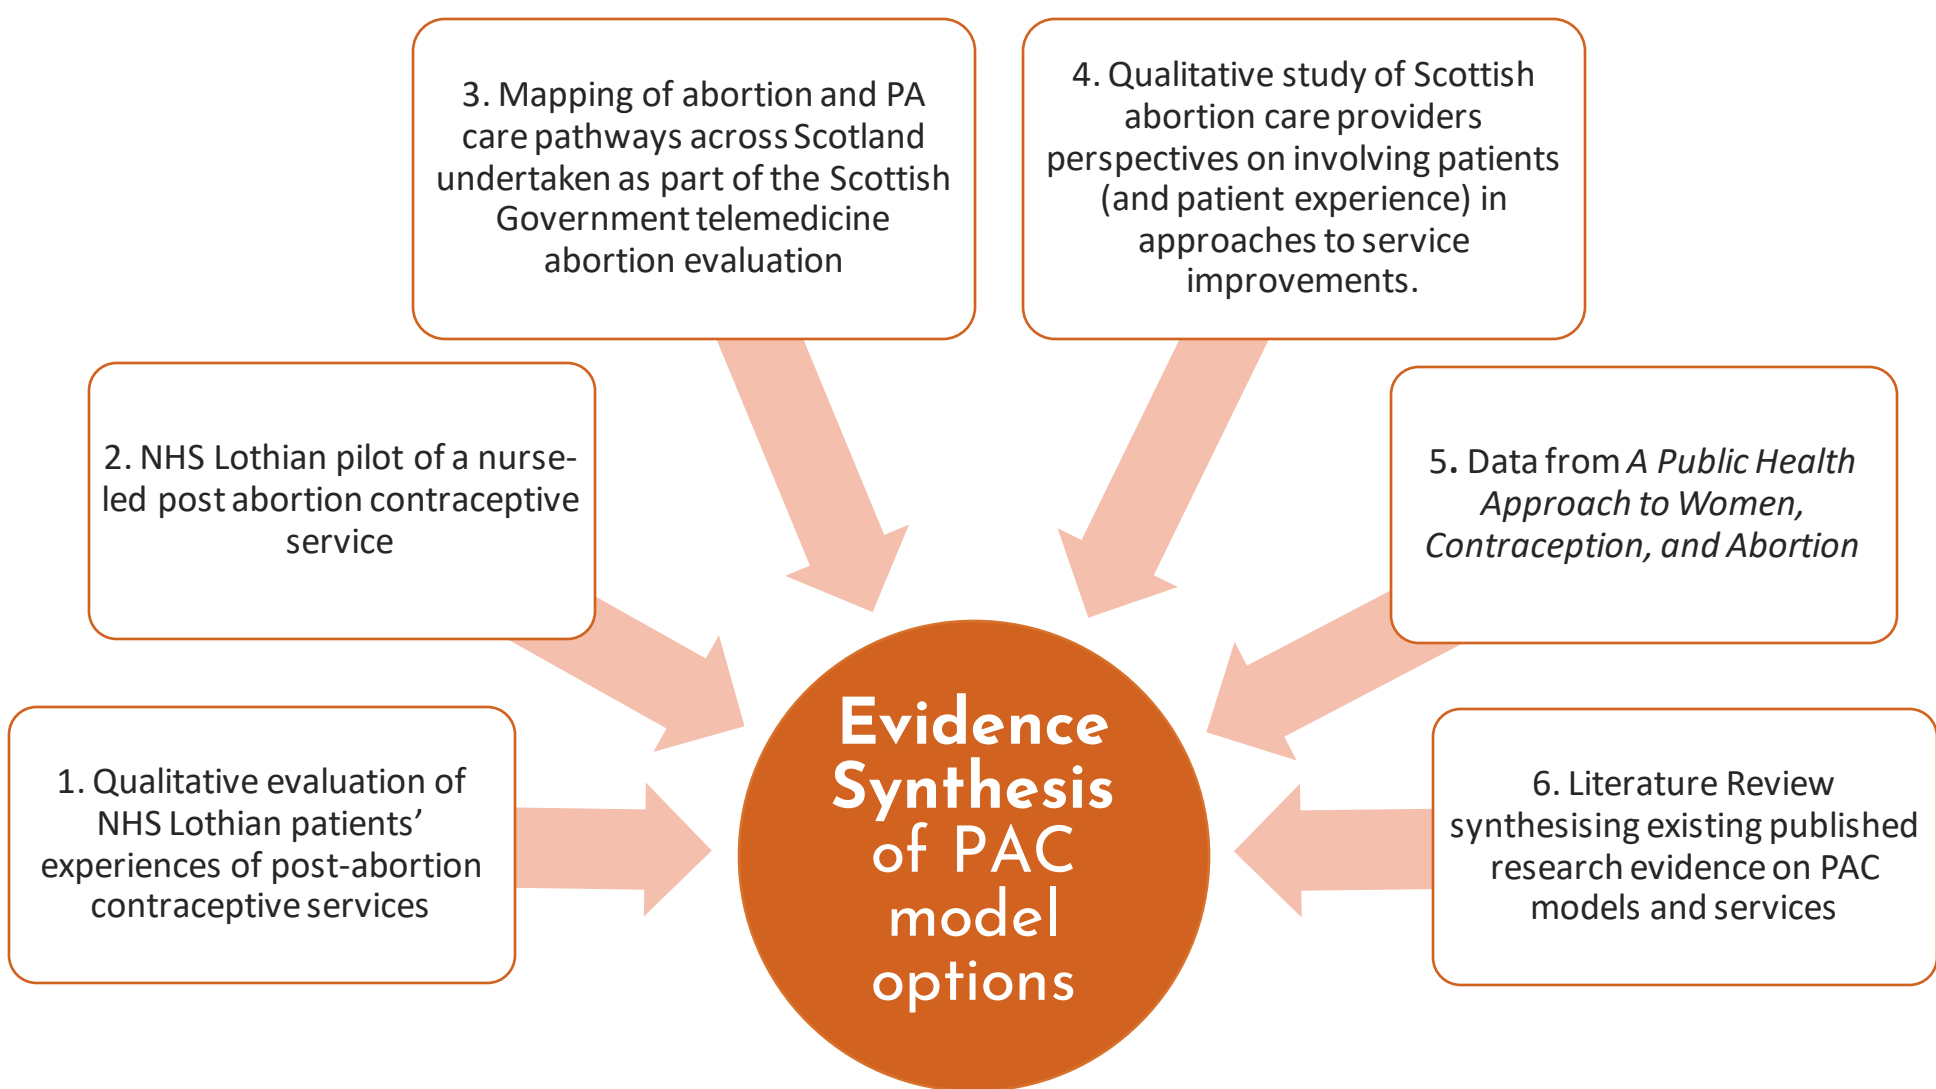 3. Mapping of abortion and PA
care pathways across Scotland
undertaken as part of the Scottish
Government telemedicine
abortion evaluation
4. Qualitative study of Scottish
abortion care providers
perspectives on involving patients
(and patient experience) in
approaches to service
improvements.
2. NHS Lothian pilot of a nurse-
led post abortion contraceptive
service
5. Data from A Public Health
Approach to Women,
Contraception, and Abortion
1. Qualitative evaluation of
NHS Lothian patients’
experiences of post-abortion
contraceptive services
Evidence
Synthesis
of PAC
model
options
6. Literature Review
synthesising existing published
research evidence on PAC
models and services